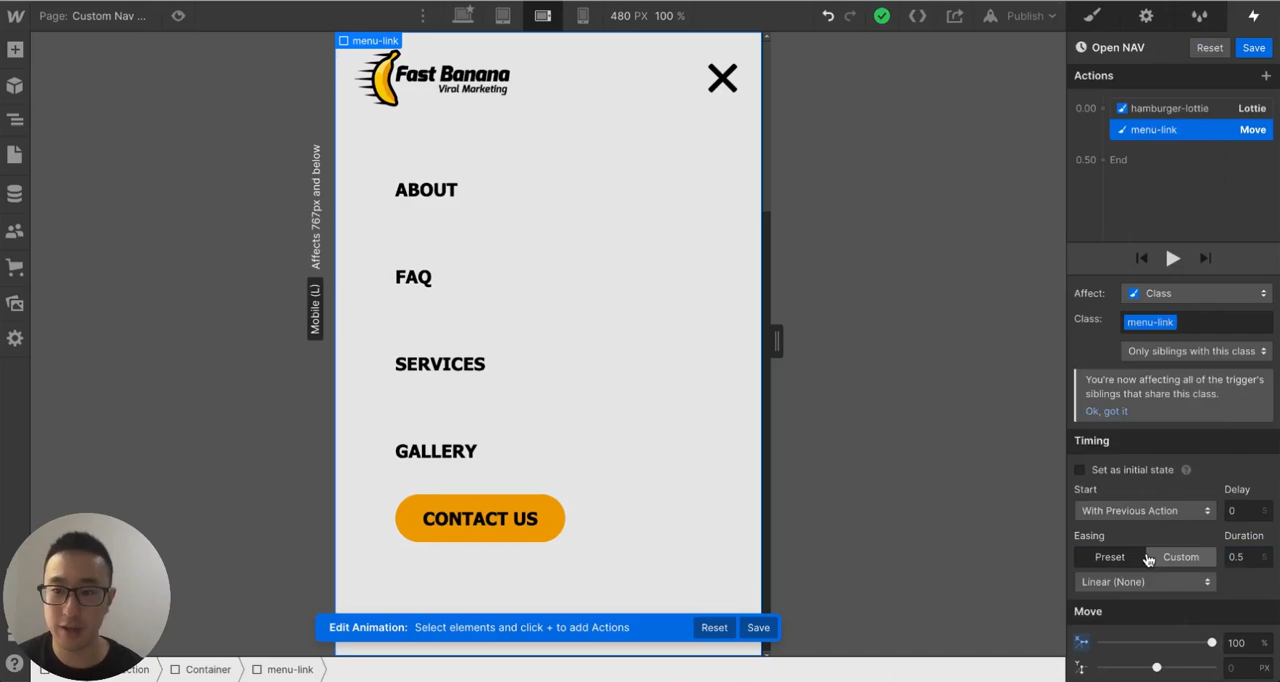 Page: Custom Nav ...
480 PX 100 %
Publish
menu-link
Fast Banana
Viral Marketing
Affects 767px and below
Mobile (L)
ABOUT
FAQ
SERVICES
GALLERY
CONTACT US
Edit Animation: Select elements and click + to add Actions
Reset
Save
Container
menu-link
Open NAV
Reset
Save
Actions
0.00
hamburger-lottie
Lottie
menu-link
Move
0.50
End
Affect:
Class
Class:
menu-link
Only siblings with this class
You're now affecting all of the trigger's
siblings that share this class.
Ok, got it
Timing
Set as initial state
Start
Delay
With Previous Action
0
S
Easing
Duration
Preset
Custom
0.5
S
Linear (None)
Move
100
%
0
PX